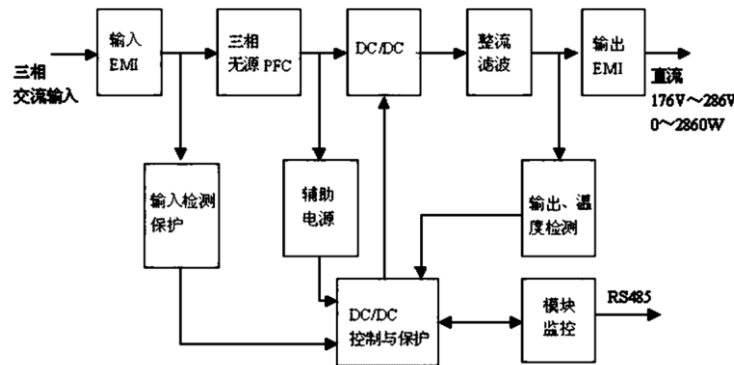 三相
交流输入
输入
EMI
三相
无源 PFC
DC/DC
整流
滤波
输出
EMI
直流
176V～286V
0～2860W
输入检测
保护
辅助
电源
输出、温
度检测
DC/DC
控制与保护
模块
监控
RS485